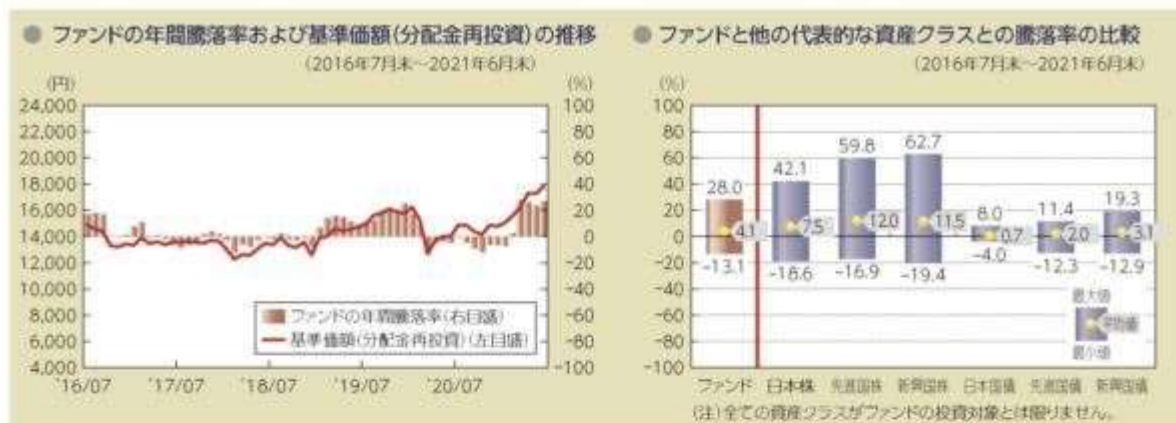 ● ファンドの年間騰落率および基準価額(分配金再投資)の推移
(2016年7月末～2021年6月末)
(円)
(%)
24,000
22,000
20,000
18,000
16,000
14,000
12,000
10,000
8,000
6,000
4,000
100
80
60
40
20
0
-20
-40
-60
-80
-100
ファンドの年間騰落率(右目盛)
基準価額(分配金再投資)(左目盛)
'16/07 '17/07 '18/07 '19/07 '20/07
● ファンドと他の代表的な資産クラスとの騰落率の比較
(2016年7月末～2021年6月末)
(%)
100
80
60
40
20
0
-20
-40
-60
-80
-100
28.0 42.1 59.8 62.7 8.0 11.4 19.3
4.1 7.5 12.0 11.5 0.7 2.0 3.1
-13.1 -18.6 -16.9 -19.4 -4.0 -12.3 -12.9
最大値
平均値
最小値
ファンド 日本株 先進国株 新興国株 日本国債 先進国債 新興国債
(注)全ての資産クラスがファンドの投資対象とは限りません。